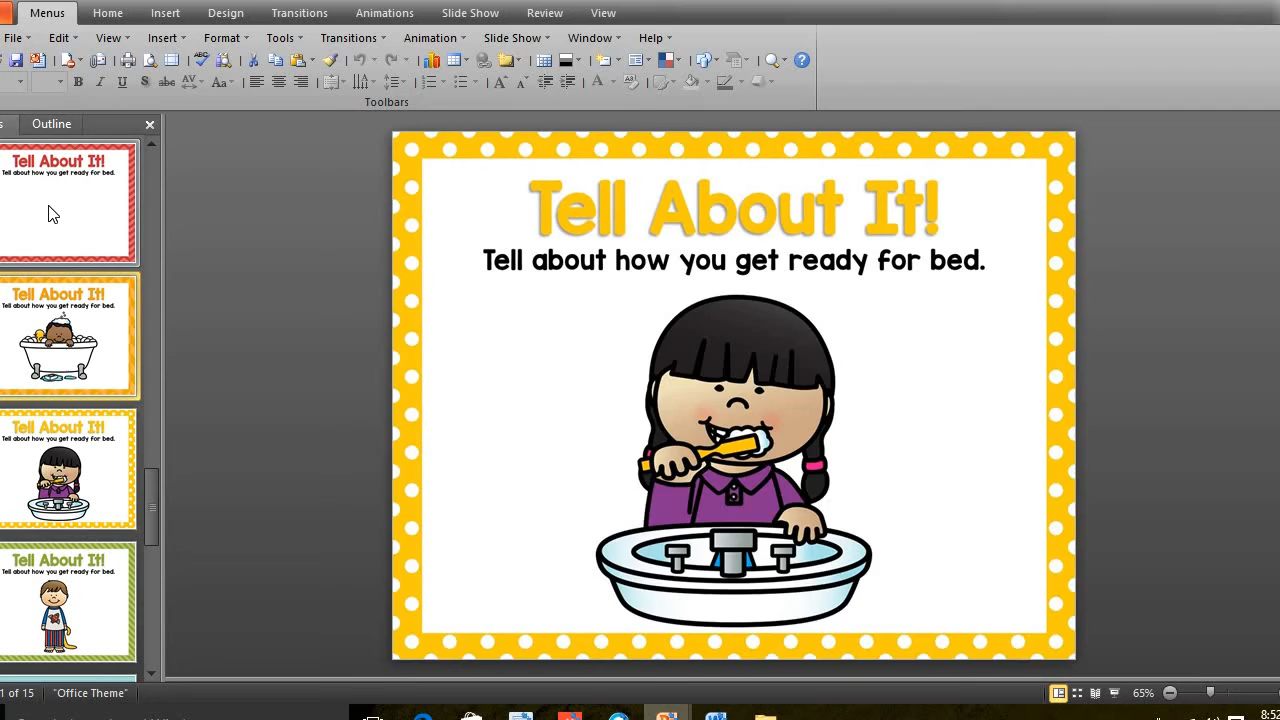 Menus Home Insert Design Transitions Animations Slide Show Review View
File Edit View Insert Format Tools Transitions Animation Slide Show Window Help
Toolbars
Outline
Tell About It!
Tell about how you get ready for bed.
Tell About It!
Tell about how you get ready for bed.
Tell About It!
Tell about how you get ready for bed.
Tell About It!
Tell about how you get ready for bed.
Tell About It!
Tell about how you get ready for bed.
1 of 15 "Office Theme" 65%
8:52